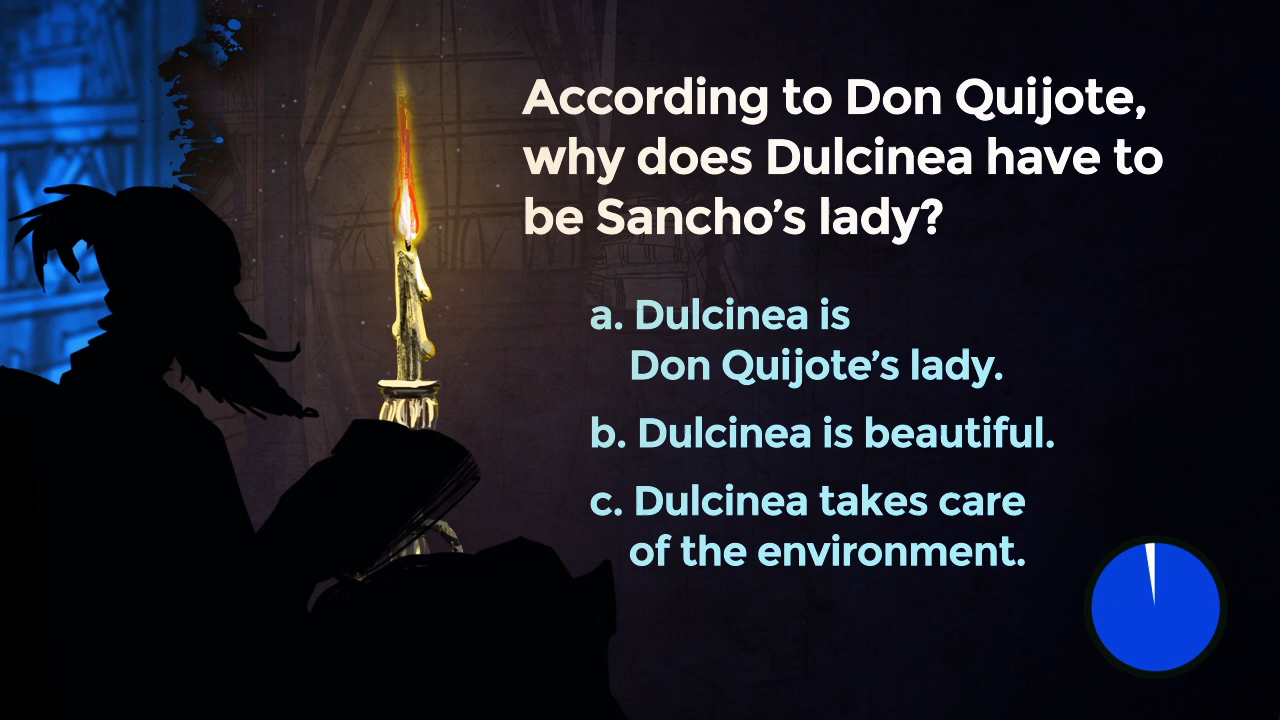 According to Don Quijote,
why does Dulcinea have to
be Sancho’s lady?
a. Dulcinea is
Don Quijote’s lady.
b. Dulcinea is beautiful.
c. Dulcinea takes care
of the environment.